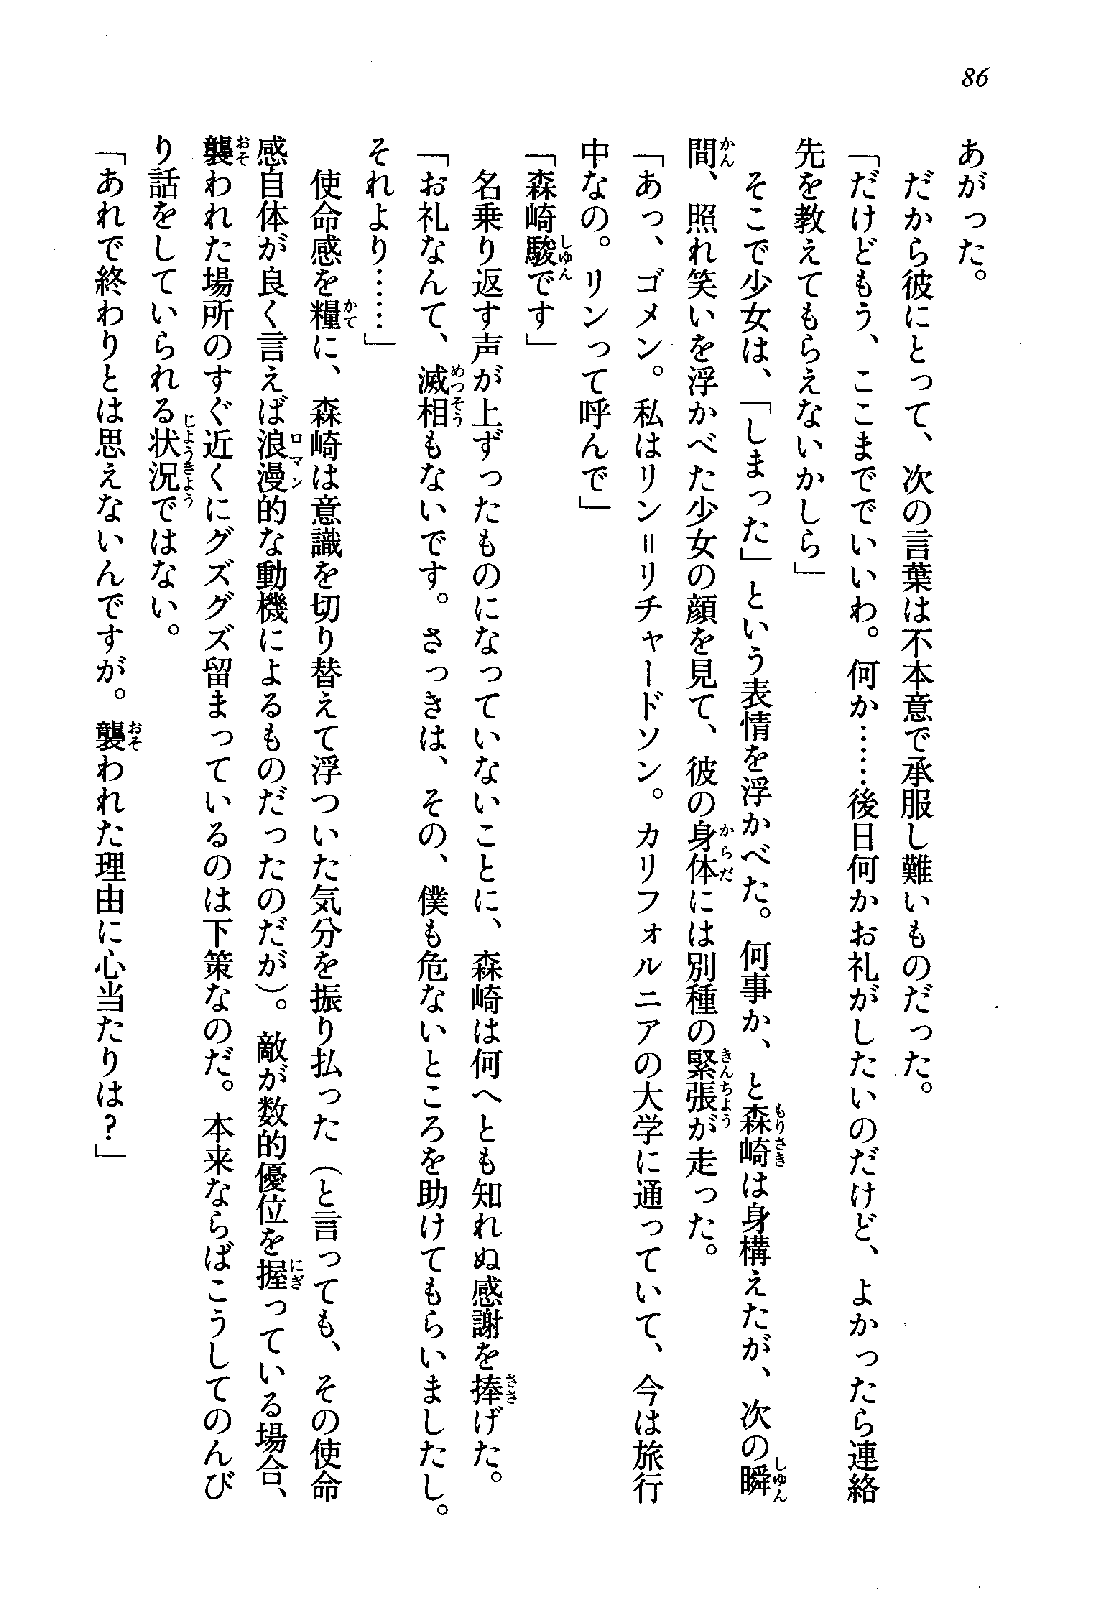 86
あがった。
だから彼にとって、次の言葉は不本意で承服し難いものだった。
「だけどもう、ここまででいいわ。何か……後日何かお礼がしたいのだけど、よかったら連絡
先を教えてもらえないかしら」
そこで少女は、「しまった」という表情を浮かべた。何事か、と森崎は身構えたが、次の瞬
間、照れ笑いを浮かべた少女の顔を見て、彼の身体には別種の緊張が走った。
「あっ、ゴメン。私はリン＝リチャードソン。カリフォルニアの大学に通っていて、今は旅行
中なの。リンって呼んで」
「森崎駿です」
名乗り返す声が上ずったものになっていないことに、森崎は何へとも知れぬ感謝を捧げた。
「お礼なんて、滅相もないです。さっきは、その、僕も危ないところを助けてもらいましたし。
それより……」
使命感を糧に、森崎は意識を切り替えて浮ついた気分を振り払った（と言っても、その使命
感自体が良く言えば浪漫的な動機によるものだったのだが）。敵が数的優位を握っている場合、
襲われた場所のすぐ近くにグズグズ留まっているのは下策なのだ。本来ならばこうしてのんび
り話をしていられる状況ではない。
「あれで終わりとは思えないんですが。襲われた理由に心当たりは？」